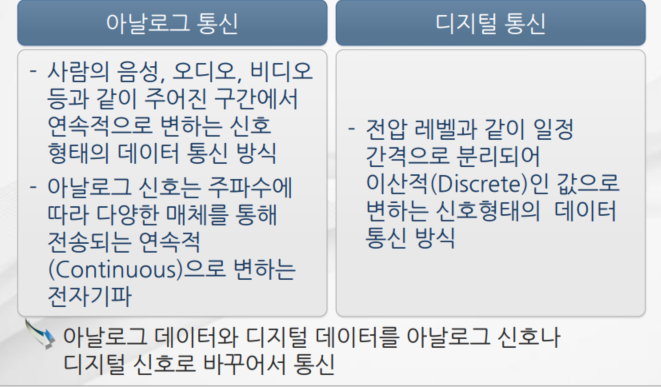 아날로그 통신
- 사람의 음성, 오디오, 비디오
등과 같이 주어진 구간에서
연속적으로 변하는 신호
형태의 데이터 통신 방식
- 아날로그 신호는 주파수에
따라 다양한 매체를 통해
전송되는 연속적
(Continuous)으로 변하는
전자기파
디지털 통신
- 전압 레벨과 같이 일정
간격으로 분리되어
이산적(Discrete)인 값으로
변하는 신호형태의 데이터
통신 방식
아날로그 데이터와 디지털 데이터를 아날로그 신호나
디지털 신호로 바꾸어서 통신